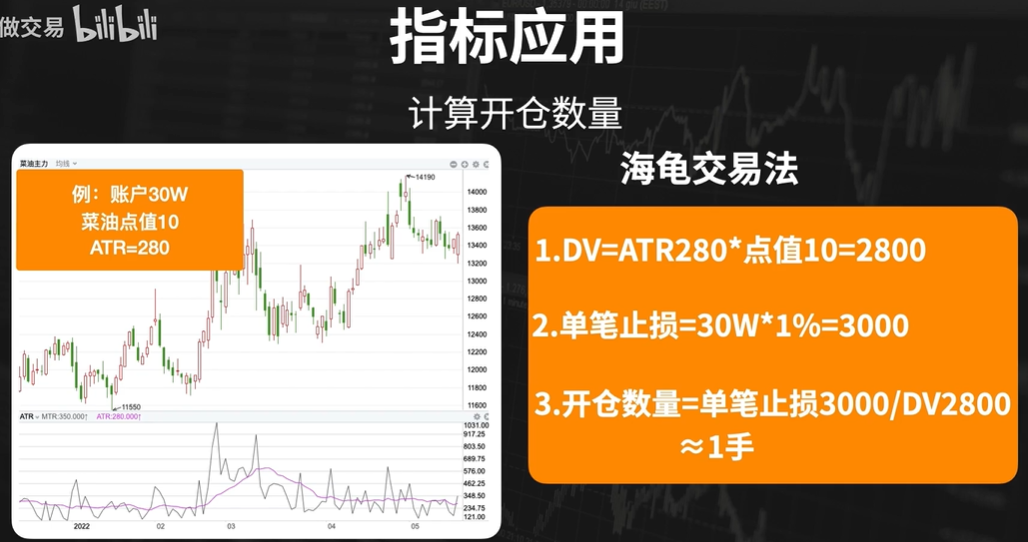 做交易 bilibili
指标应用
计算开仓数量
海龟交易法
菜油主力 均线
例：账户30W
菜油点值10
ATR=280
14190
14000
13800
13600
13400
13200
13000
12800
12600
12400
12200
12000
11800
11600
11550
ATR MTR:350.000↑ ATR:280.000↑
1031.00
917.25
803.50
689.75
576.00
462.25
348.50
234.75
121.00
2022 02 03 04 05
1.DV=ATR280*点值10=2800
2.单笔止损=30W*1%=3000
3.开仓数量=单笔止损3000/DV2800
≈1手